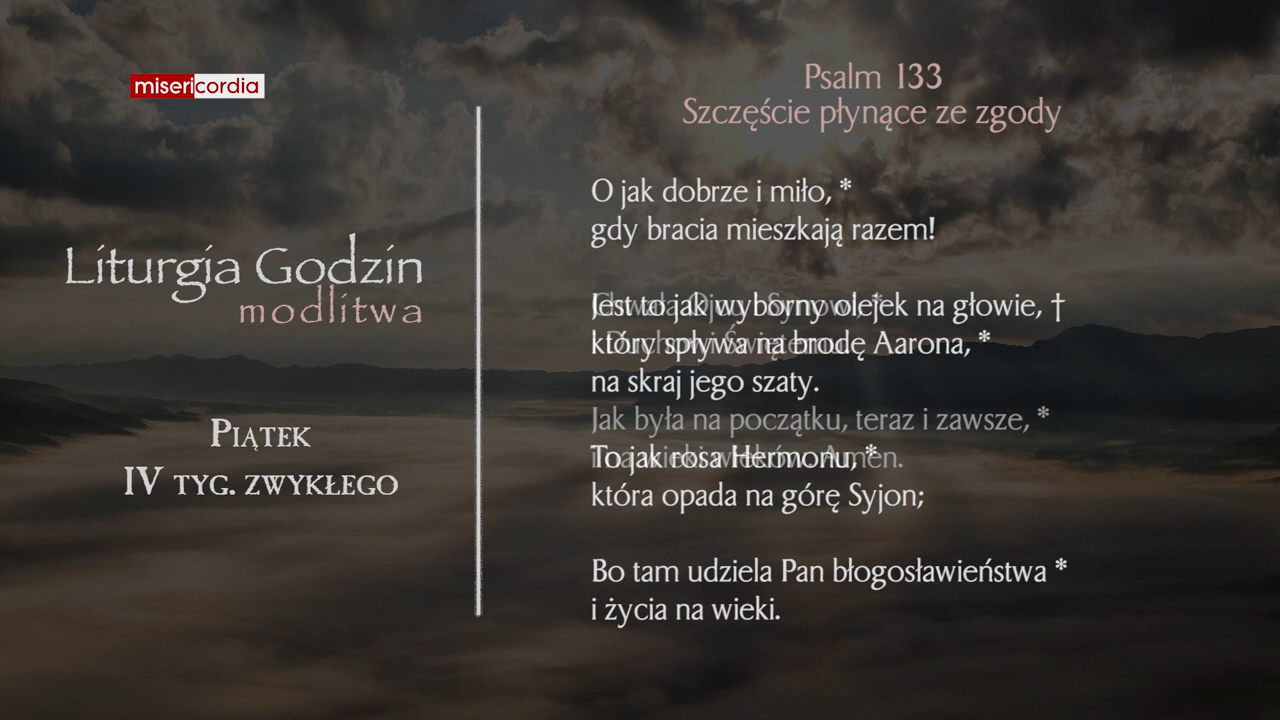 misericordia
Liturgia Godzin
modlitwa
Piątek
IV tyg. zwykłego
Psalm 133
Szczęście płynące ze zgody
O jak dobrze i miło, *
gdy bracia mieszkają razem!
Jest to jak wyborny olejek na głowie, †
który spływa na brodę Aarona, *
na skraj jego szaty.
Jak była na początku, teraz i zawsze, *
To jak rosa Hermonu, *
która opada na górę Syjon;
Bo tam udziela Pan błogosławieństwa *
i życia na wieki.